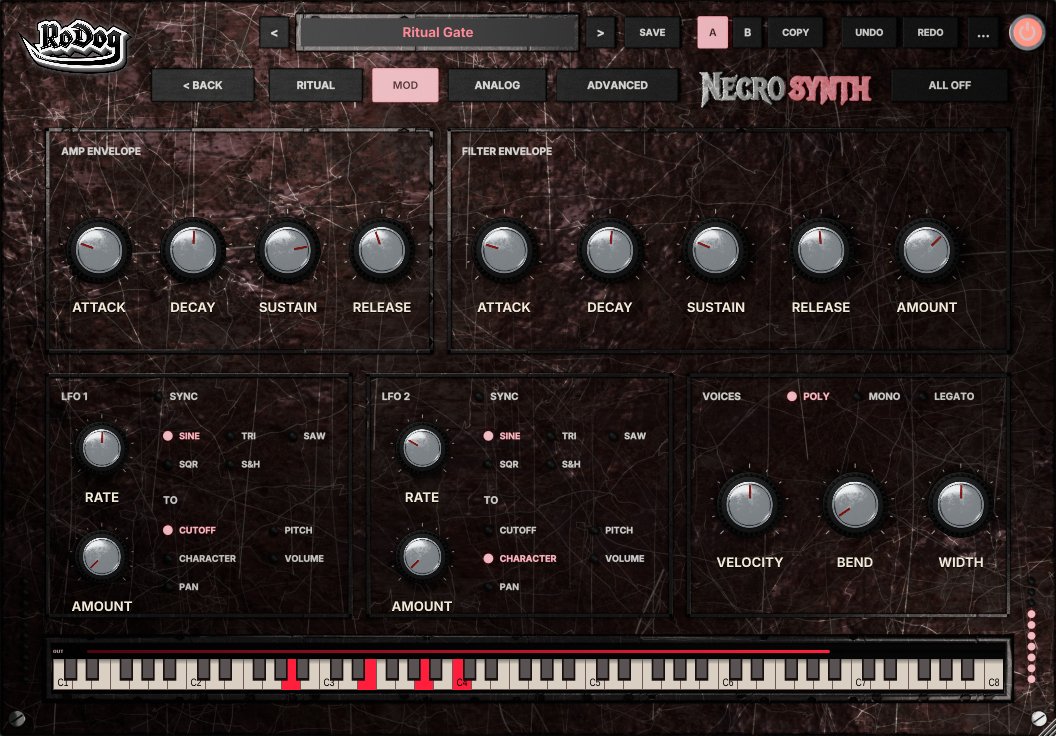 RoDog
< Ritual Gate > SAVE A B COPY UNDO REDO ...
< BACK RITUAL MOD ANALOG ADVANCED NECRO SYNTH ALL OFF
AMP ENVELOPE
ATTACK DECAY SUSTAIN RELEASE
FILTER ENVELOPE
ATTACK DECAY SUSTAIN RELEASE AMOUNT
LFO 1 SYNC
SINE TRI SAW
SQR S&H
RATE
TO
CUTOFF PITCH
CHARACTER VOLUME
PAN
AMOUNT
LFO 2 SYNC
SINE TRI SAW
SQR S&H
RATE
TO
CUTOFF PITCH
CHARACTER VOLUME
PAN
AMOUNT
VOICES POLY MONO LEGATO
VELOCITY BEND WIDTH
OUT
C1 C2 C3 C4 C5 C6 C7 C8